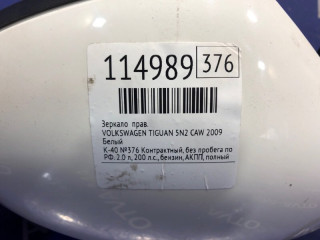 114989 376
Зеркало прав.
VOLKSWAGEN TIGUAN 5N2 CAW 2009
Белый
К-40 №376 Контрактный, без пробега по
РФ. 2.0 л, 200 л.с., бензин, АКПП, полный